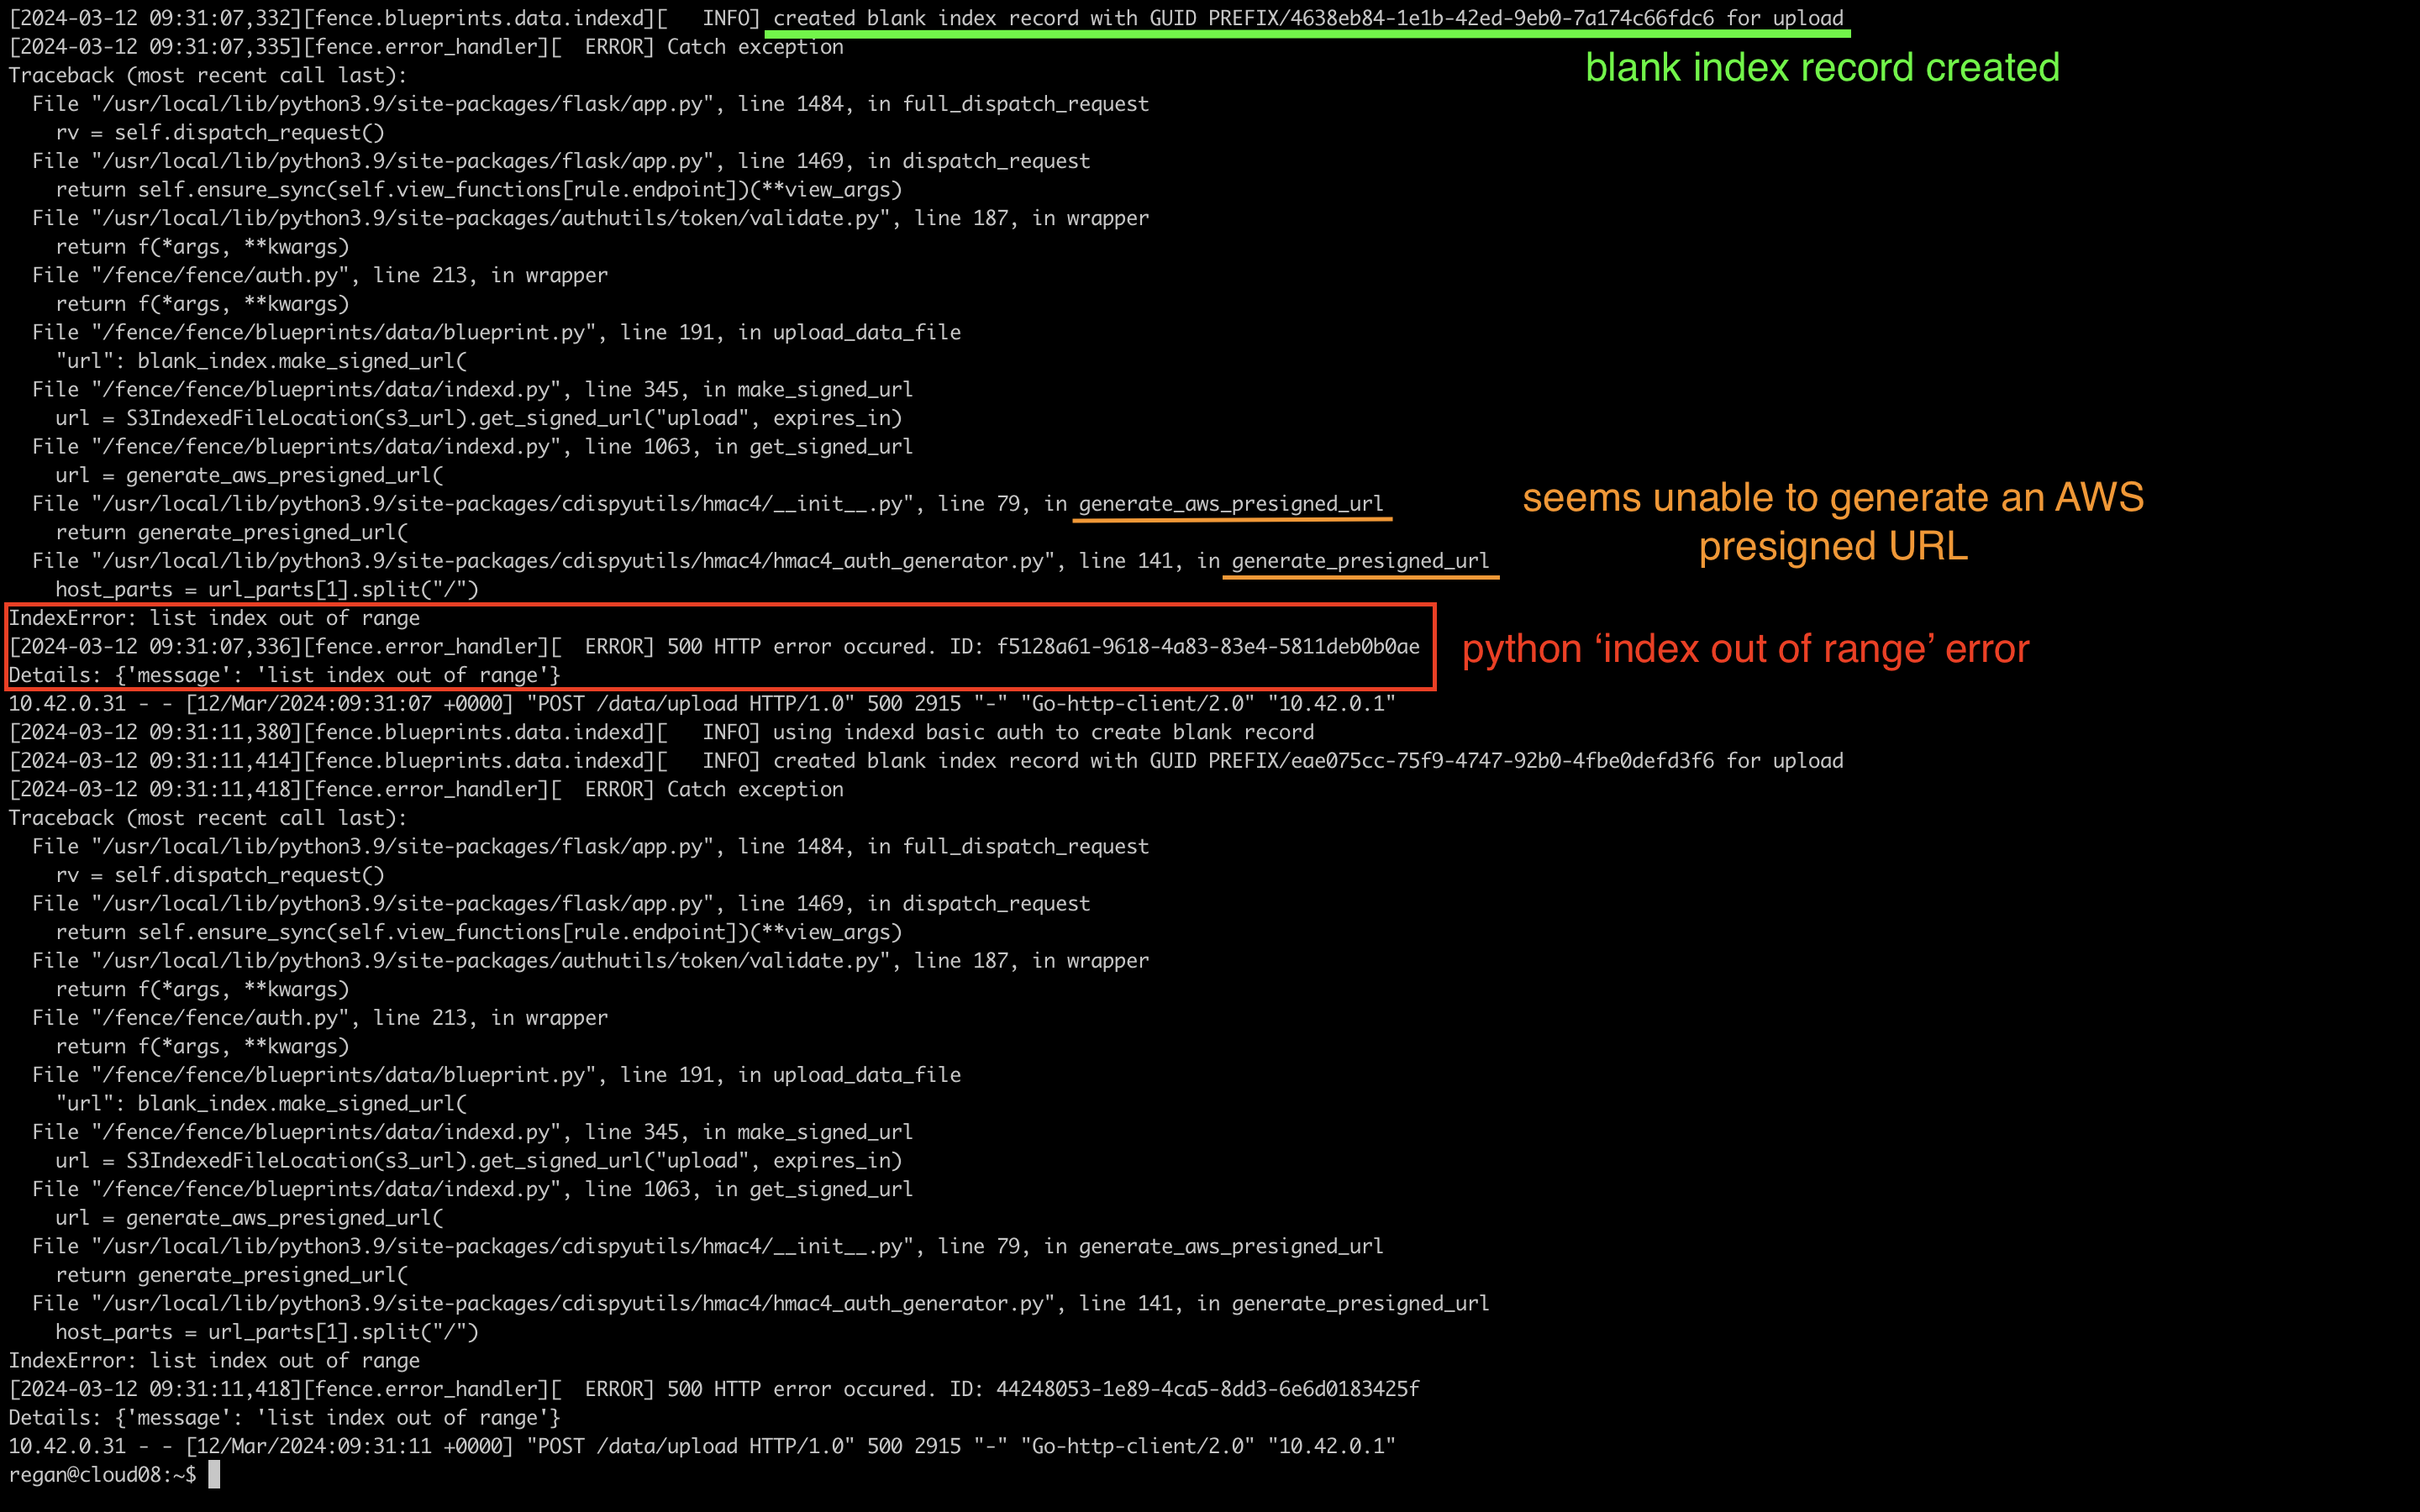 [2024-03-12 09:31:07,332][fence.blueprints.data.indexd][   INFO] created blank index record with GUID PREFIX/4638eb84-1e1b-42ed-9eb0-7a174c66fdc6 for upload
[2024-03-12 09:31:07,335][fence.error_handler][  ERROR] Catch exception
blank index record created
Traceback (most recent call last):
  File "/usr/local/lib/python3.9/site-packages/flask/app.py", line 1484, in full_dispatch_request
    rv = self.dispatch_request()
  File "/usr/local/lib/python3.9/site-packages/flask/app.py", line 1469, in dispatch_request
    return self.ensure_sync(self.view_functions[rule.endpoint])(**view_args)
  File "/usr/local/lib/python3.9/site-packages/authutils/token/validate.py", line 187, in wrapper
    return f(*args, **kwargs)
  File "/fence/fence/auth.py", line 213, in wrapper
    return f(*args, **kwargs)
  File "/fence/fence/blueprints/data/blueprint.py", line 191, in upload_data_file
    "url": blank_index.make_signed_url(
  File "/fence/fence/blueprints/data/indexd.py", line 345, in make_signed_url
    url = S3IndexedFileLocation(s3_url).get_signed_url("upload", expires_in)
  File "/fence/fence/blueprints/data/indexd.py", line 1063, in get_signed_url
    url = generate_aws_presigned_url(
  File "/usr/local/lib/python3.9/site-packages/cdispyutils/hmac4/__init__.py", line 79, in generate_aws_presigned_url
seems unable to generate an AWS
presigned URL
    return generate_presigned_url(
  File "/usr/local/lib/python3.9/site-packages/cdispyutils/hmac4/hmac4_auth_generator.py", line 141, in generate_presigned_url
    host_parts = url_parts[1].split("/")
IndexError: list index out of range
[2024-03-12 09:31:07,336][fence.error_handler][  ERROR] 500 HTTP error occured. ID: f5128a61-9618-4a83-83e4-5811deb0b0ae
python ‘index out of range’ error
Details: {'message': 'list index out of range'}
10.42.0.31 - - [12/Mar/2024:09:31:07 +0000] "POST /data/upload HTTP/1.0" 500 2915 "-" "Go-http-client/2.0" "10.42.0.1"
[2024-03-12 09:31:11,380][fence.blueprints.data.indexd][   INFO] using indexd basic auth to create blank record
[2024-03-12 09:31:11,414][fence.blueprints.data.indexd][   INFO] created blank index record with GUID PREFIX/eae075cc-75f9-4747-92b0-4fbe0defd3f6 for upload
[2024-03-12 09:31:11,418][fence.error_handler][  ERROR] Catch exception
Traceback (most recent call last):
  File "/usr/local/lib/python3.9/site-packages/flask/app.py", line 1484, in full_dispatch_request
    rv = self.dispatch_request()
  File "/usr/local/lib/python3.9/site-packages/flask/app.py", line 1469, in dispatch_request
    return self.ensure_sync(self.view_functions[rule.endpoint])(**view_args)
  File "/usr/local/lib/python3.9/site-packages/authutils/token/validate.py", line 187, in wrapper
    return f(*args, **kwargs)
  File "/fence/fence/auth.py", line 213, in wrapper
    return f(*args, **kwargs)
  File "/fence/fence/blueprints/data/blueprint.py", line 191, in upload_data_file
    "url": blank_index.make_signed_url(
  File "/fence/fence/blueprints/data/indexd.py", line 345, in make_signed_url
    url = S3IndexedFileLocation(s3_url).get_signed_url("upload", expires_in)
  File "/fence/fence/blueprints/data/indexd.py", line 1063, in get_signed_url
    url = generate_aws_presigned_url(
  File "/usr/local/lib/python3.9/site-packages/cdispyutils/hmac4/__init__.py", line 79, in generate_aws_presigned_url
    return generate_presigned_url(
  File "/usr/local/lib/python3.9/site-packages/cdispyutils/hmac4/hmac4_auth_generator.py", line 141, in generate_presigned_url
    host_parts = url_parts[1].split("/")
IndexError: list index out of range
[2024-03-12 09:31:11,418][fence.error_handler][  ERROR] 500 HTTP error occured. ID: 44248053-1e89-4ca5-8dd3-6e6d0183425f
Details: {'message': 'list index out of range'}
10.42.0.31 - - [12/Mar/2024:09:31:11 +0000] "POST /data/upload HTTP/1.0" 500 2915 "-" "Go-http-client/2.0" "10.42.0.1"
regan@cloud08:~$